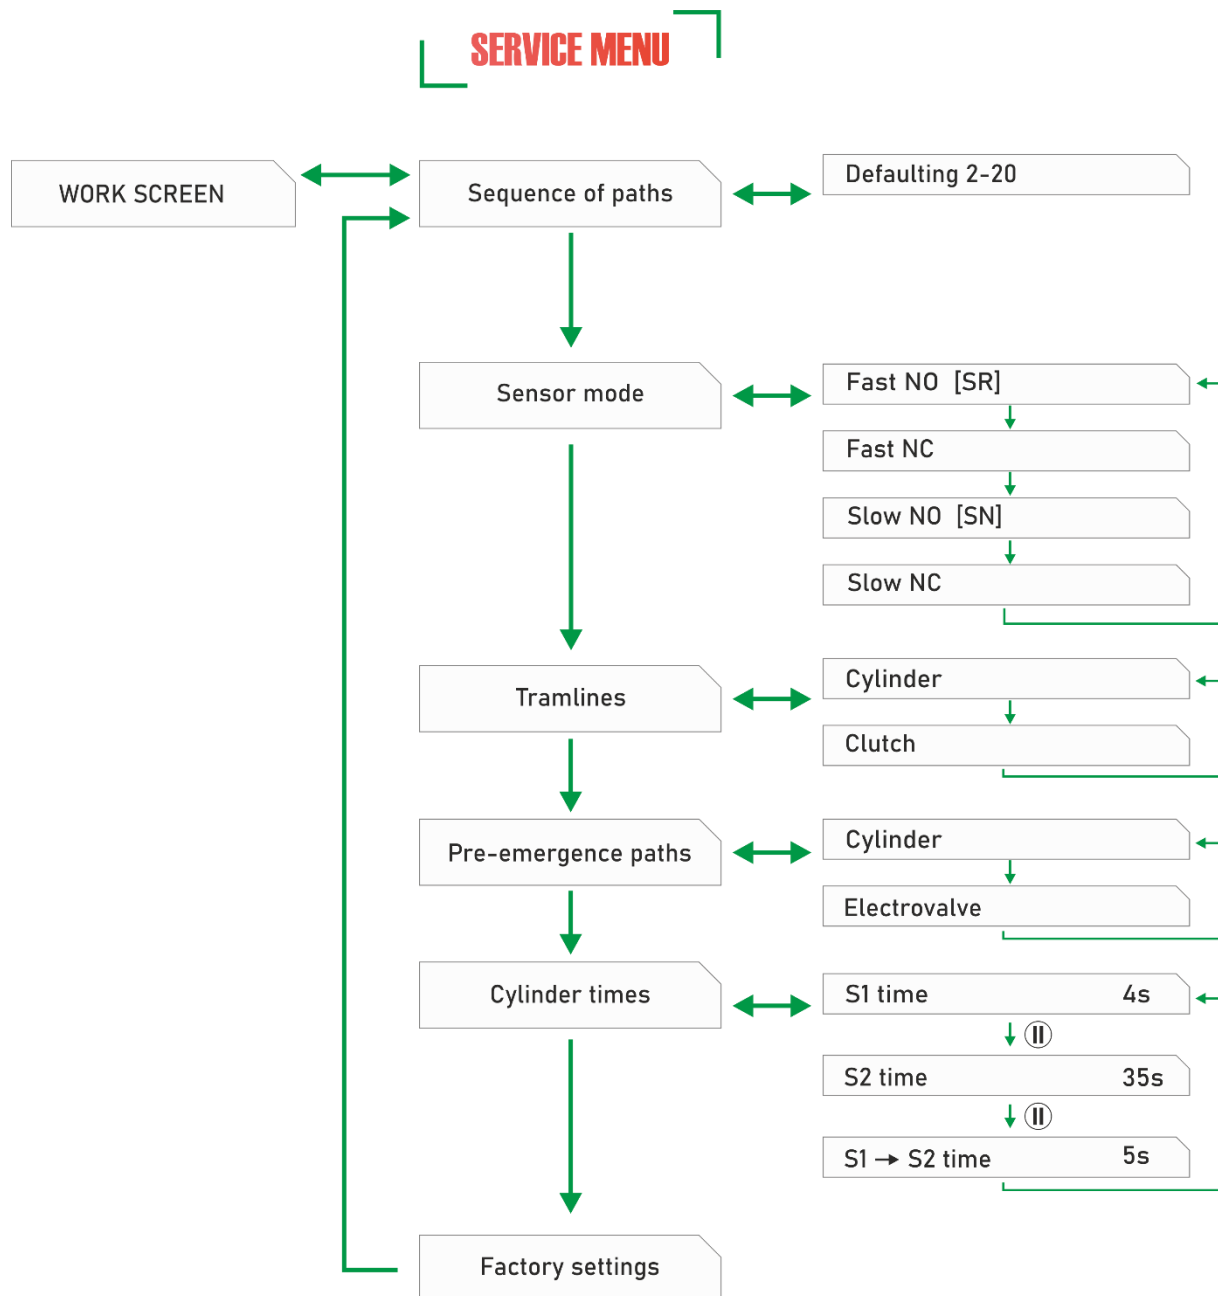 SERVICE MENU
WORK SCREEN
Sequence of paths
Defaulting 2-20
Sensor mode
Fast NO [SR]
Fast NC
Slow NO [SN]
Slow NC
Tramlines
Cylinder
Clutch
Pre-emergence paths
Cylinder
Electrovalve
Cylinder times
S1 time 4s
S2 time 35s
S1 → S2 time 5s
Factory settings